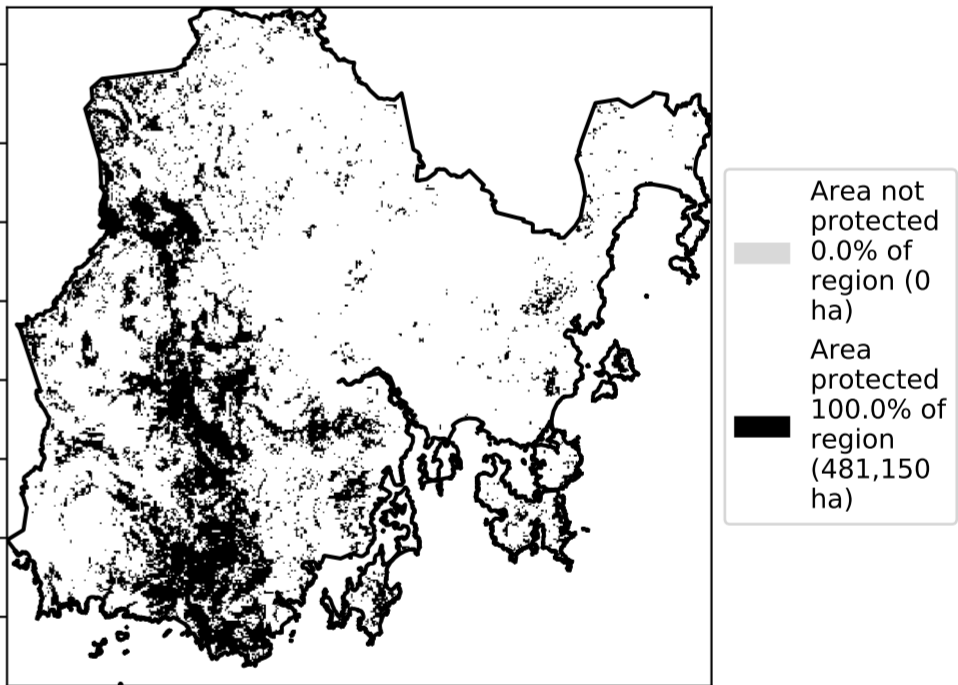 Area not
protected
0.0% of
region (0
ha)
Area
protected
100.0% of
region
(481,150
ha)